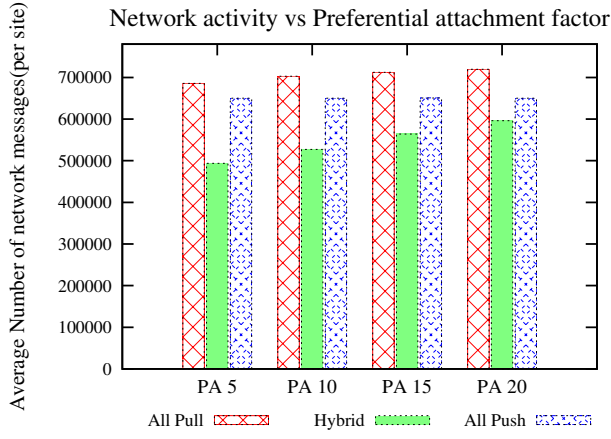 Network activity vs Preferential attachment factor
Average Number of network messages(per site)
700000
600000
500000
400000
300000
200000
100000
0
PA 5 PA 10 PA 15 PA 20
All Pull Hybrid All Push